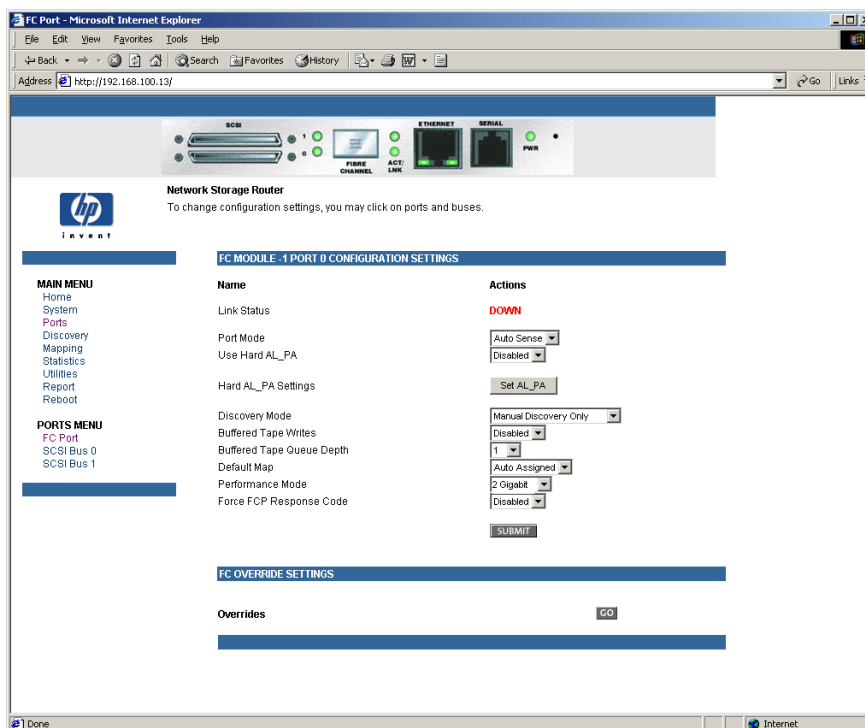 FC Port - Microsoft Internet Explorer
File Edit View Favorites Tools Help
Back Search Favorites History
Address http://192.168.100.13/ Go Links
SCSI 1 0 FIBRE CHANNEL ACT/ LNK ETHERNET SERIAL PWR
hp
invent
Network Storage Router
To change configuration settings, you may click on ports and buses.
MAIN MENU
Home
System
Ports
Discovery
Mapping
Statistics
Utilities
Report
Reboot
PORTS MENU
FC Port
SCSI Bus 0
SCSI Bus 1
FC MODULE -1 PORT 0 CONFIGURATION SETTINGS
Name Actions
Link Status DOWN
Port Mode Auto Sense
Use Hard AL_PA Disabled
Hard AL_PA Settings Set AL_PA
Discovery Mode Manual Discovery Only
Buffered Tape Writes Disabled
Buffered Tape Queue Depth 1
Default Map Auto Assigned
Performance Mode 2 Gigabit
Force FCP Response Code Disabled
SUBMIT
FC OVERRIDE SETTINGS
Overrides GO
Done Internet